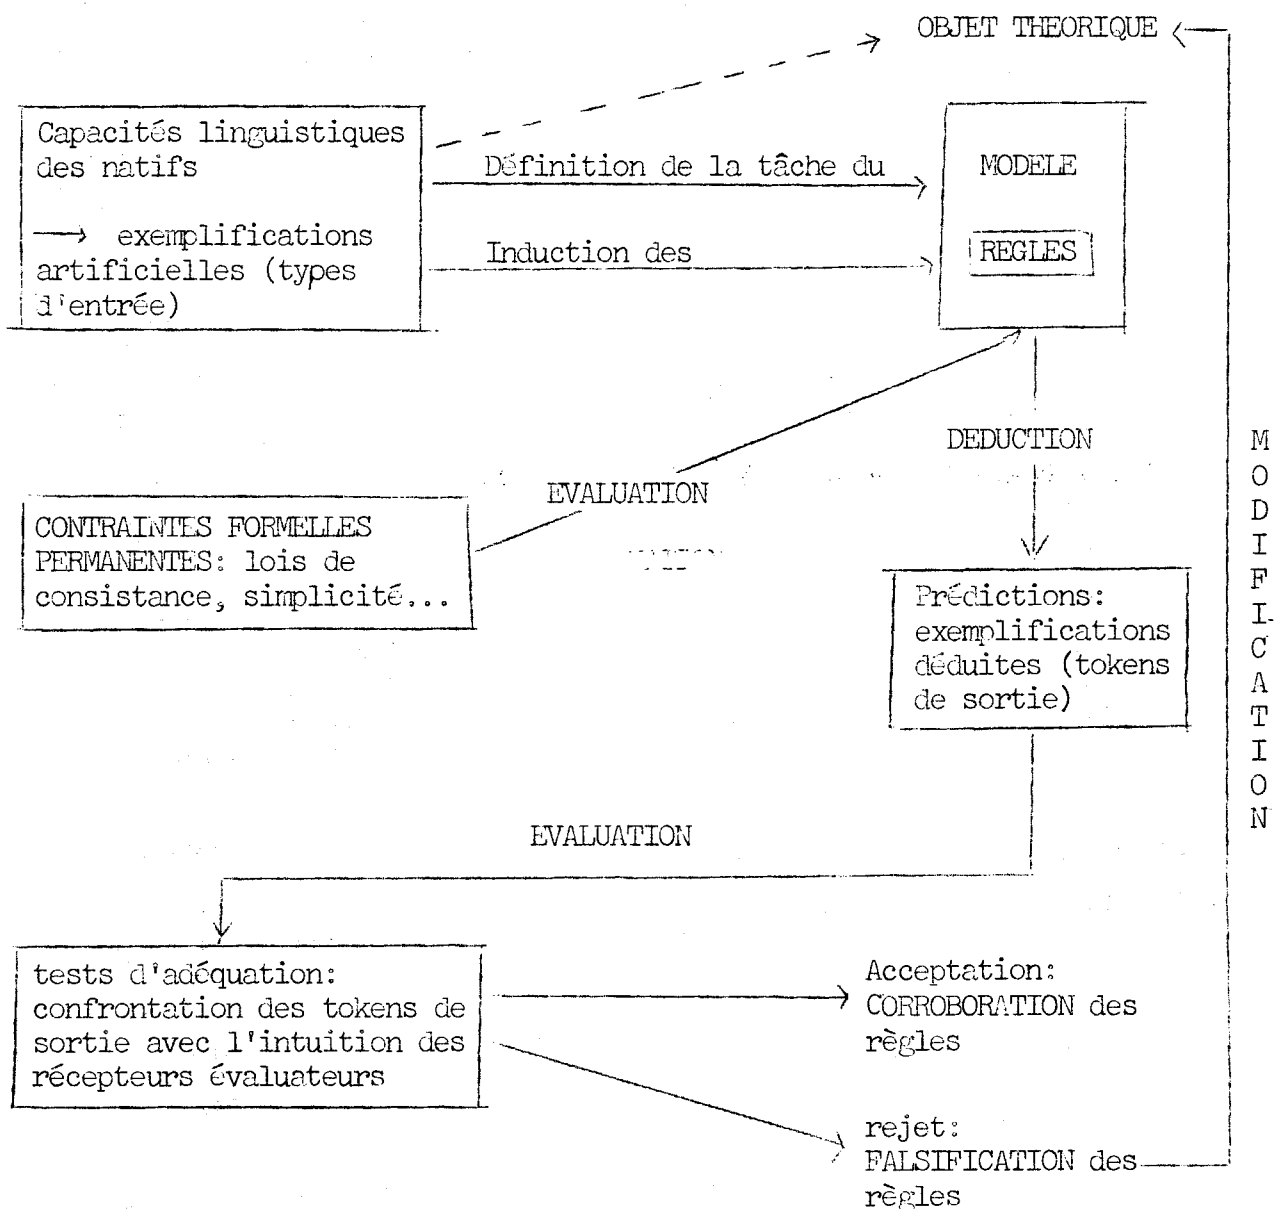 OBJET THEORIQUE
Capacités linguistiques
des natifs
→ exemplifications
artificielles (types
d'entrée)
Définition de la tâche du
Induction des
MODELE
REGLES
DEDUCTION
EVALUATION
CONTRAINTES FORMELLES
PERMANENTES: lois de
consistance, simplicité...
Prédictions:
exemplifications
déduites (tokens
de sortie)
MODIFICATION
EVALUATION
tests d'adéquation:
confrontation des tokens de
sortie avec l'intuition des
récepteurs évaluateurs
Acceptation:
CORROBORATION des
règles
rejet:
FALSIFICATION des
règles